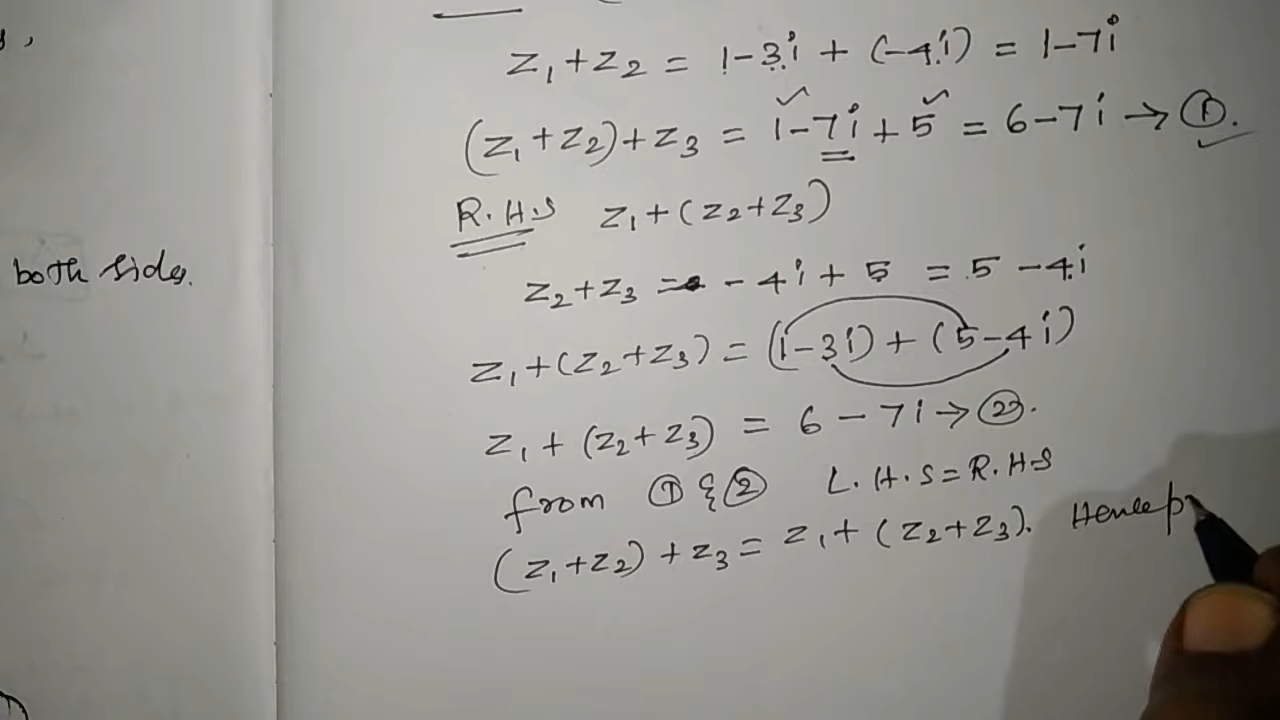 both sides.
z₁+z₂ = 1-3i + (-4i) = 1-7i
(z₁+z₂)+z₃ = 1-7i + 5 = 6-7i → ①.
R.H.S z₁+(z₂+z₃)
z₂+z₃ = -4i+5 = 5-4i
z₁+(z₂+z₃) = (1-3i) + (5-4i)
z₁+(z₂+z₃) = 6-7i → ②.
from ① & ② L.H.S=R.H.S
(z₁+z₂)+z₃ = z₁+(z₂+z₃). Hence p